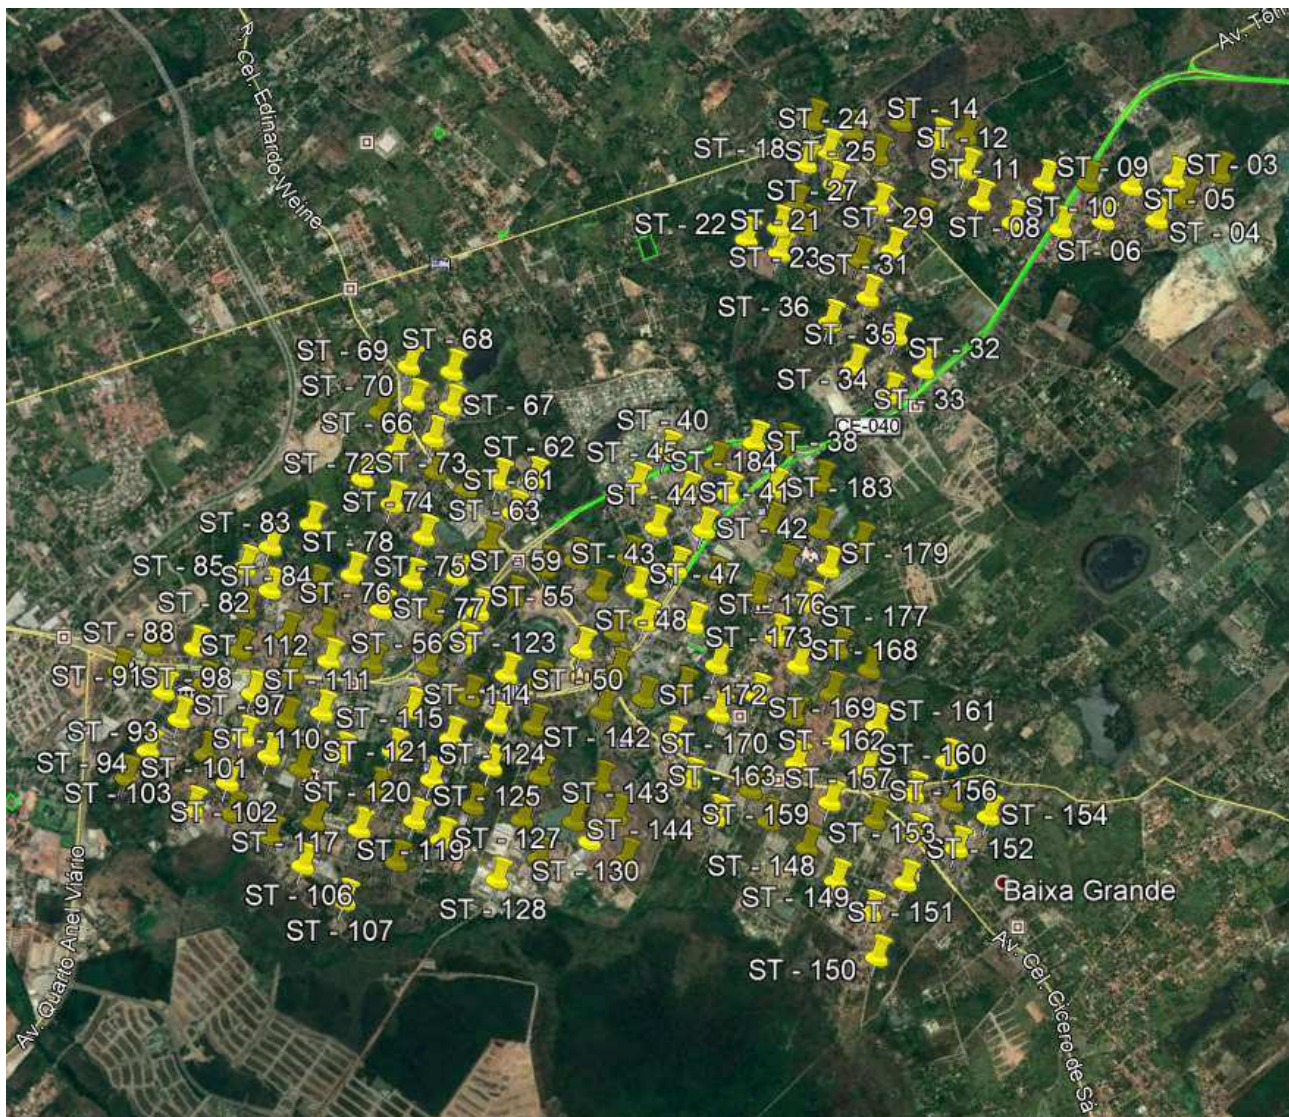 Av. Tôrr
R. Cel. Edinardo Weine
ST - 24
ST - 14
ST - 18
ST - 25
ST - 12
ST - 11
ST - 09
ST - 03
ST - 27
ST - 05
ST - 22
ST - 21
ST - 29
ST - 08
ST - 10
ST - 04
ST - 06
ST - 23
ST - 31
ST - 36
ST - 35
ST - 32
ST - 34
ST - 33
CE-040
ST - 69
ST - 68
ST - 70
ST - 67
ST - 66
ST - 40
ST - 38
ST - 62
ST - 45
ST - 184
ST - 72
ST - 73
ST - 61
ST - 44
ST - 41
ST - 183
ST - 74
ST - 63
ST - 83
ST - 78
ST - 42
ST - 85
ST - 84
ST - 75
ST - 59
ST - 43
ST - 179
ST - 47
ST - 82
ST - 76
ST - 77
ST - 55
ST - 48
ST - 176
ST - 177
ST - 88
ST - 112
ST - 56
ST - 123
ST - 173
ST - 168
ST - 91
ST - 98
ST - 111
ST - 114
ST - 50
ST - 172
ST - 97
ST - 115
ST - 169
ST - 161
ST - 93
ST - 110
ST - 121
ST - 124
ST - 142
ST - 170
ST - 162
ST - 160
ST - 94
ST - 101
ST - 163
ST - 157
ST - 156
ST - 103
ST - 102
ST - 120
ST - 125
ST - 143
ST - 159
ST - 154
ST - 117
ST - 119
ST - 127
ST - 144
ST - 153
ST - 152
ST - 130
ST - 148
ST - 106
ST - 128
ST - 149
ST - 151
Baixa Grande
ST - 107
ST - 150
Av. Quarto Anel Viário
Av. Cel. Cícero de Sá